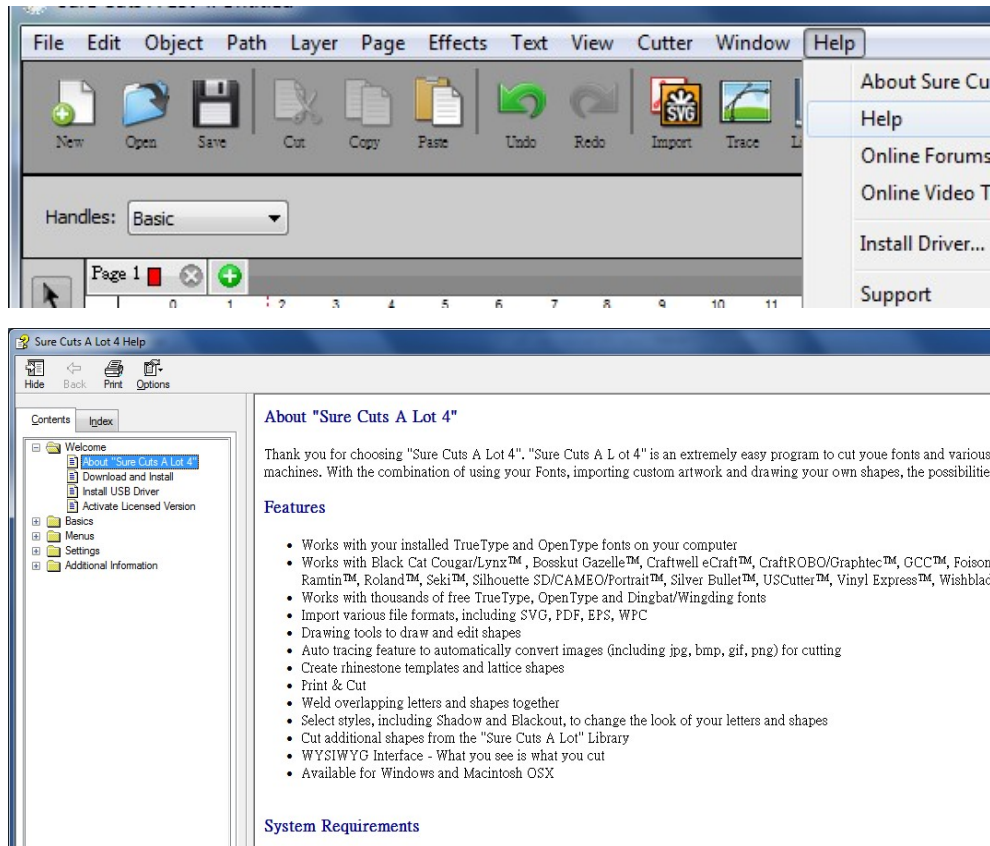 File Edit Object Path Layer Page Effects Text View Cutter Window Help
About Sure Cu
New Open Save Cut Copy Paste Undo Redo Import Trace
SVG
Help
Online Forums
Online Video T
Handles: Basic
Install Driver...
Page 1
Support
0 1 2 3 4 5 6 7 8 9 10 11
Sure Cuts A Lot 4 Help
Hide Back Print Options
Contents Index
Welcome
About "Sure Cuts A Lot 4"
Download and Install
Install USB Driver
Activate Licensed Version
Basics
Menus
Settings
Additional Information
About "Sure Cuts A Lot 4"
Thank you for choosing "Sure Cuts A Lot 4". "Sure Cuts A L ot 4" is an extremely easy program to cut youe fonts and various
machines. With the combination of using your Fonts, importing custom artwork and drawing your own shapes, the possibilitie
Features
• Works with your installed TrueType and OpenType fonts on your computer
• Works with Black Cat Cougar/Lynx™ , Bosskut Gazelle™, Craftwell eCraft™, CraftROBO/Graphtec™, GCC™, Foison
Ramtin™, Roland™, Seki™, Silhouette SD/CAMEO/Portrait™, Silver Bullet™, USCutter™, Vinyl Express™, Wishblad
• Works with thousands of free TrueType, OpenType and Dingbat/Wingding fonts
• Import various file formats, including SVG, PDF, EPS, WPC
• Drawing tools to draw and edit shapes
• Auto tracing feature to automatically convert images (including jpg, bmp, gif, png) for cutting
• Create rhinestone templates and lattice shapes
• Print & Cut
• Weld overlapping letters and shapes together
• Select styles, including Shadow and Blackout, to change the look of your letters and shapes
• Cut additional shapes from the "Sure Cuts A Lot" Library
• WYSIWYG Interface - What you see is what you cut
• Available for Windows and Macintosh OSX
System Requirements